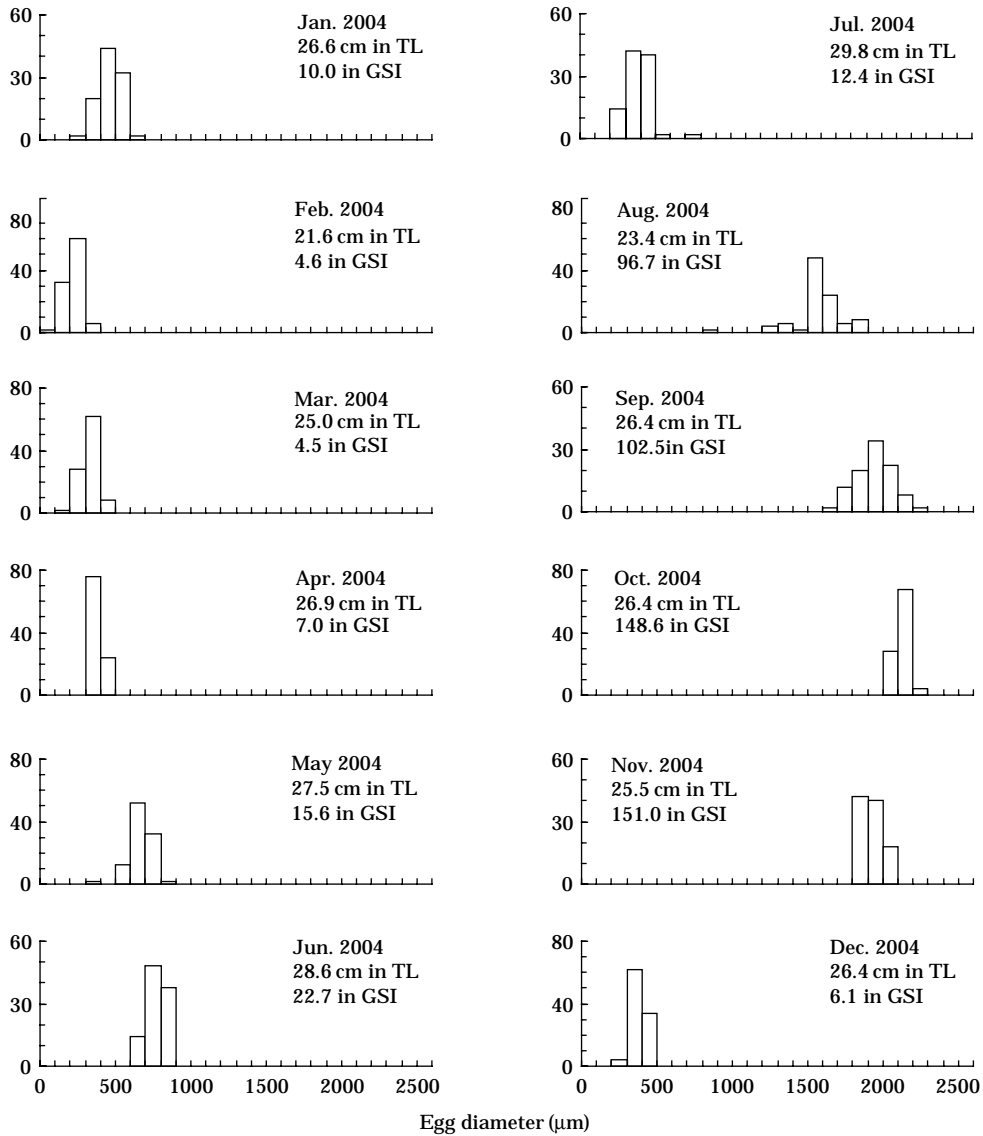 60
30
0
Jan. 2004
26.6 cm in TL
10.0 in GSI
60
30
0
Jul. 2004
29.8 cm in TL
12.4 in GSI
80
40
0
Feb. 2004
21.6 cm in TL
4.6 in GSI
80
40
0
Aug. 2004
23.4 cm in TL
96.7 in GSI
80
40
0
Mar. 2004
25.0 cm in TL
4.5 in GSI
60
30
0
Sep. 2004
26.4 cm in TL
102.5in GSI
80
40
0
Apr. 2004
26.9 cm in TL
7.0 in GSI
80
40
0
Oct. 2004
26.4 cm in TL
148.6 in GSI
80
40
0
May 2004
27.5 cm in TL
15.6 in GSI
60
30
0
Nov. 2004
25.5 cm in TL
151.0 in GSI
60
30
0
Jun. 2004
28.6 cm in TL
22.7 in GSI
80
40
0
Dec. 2004
26.4 cm in TL
6.1 in GSI
0 500 1000 1500 2000 2500
0 500 1000 1500 2000 2500
Egg diameter (μm)